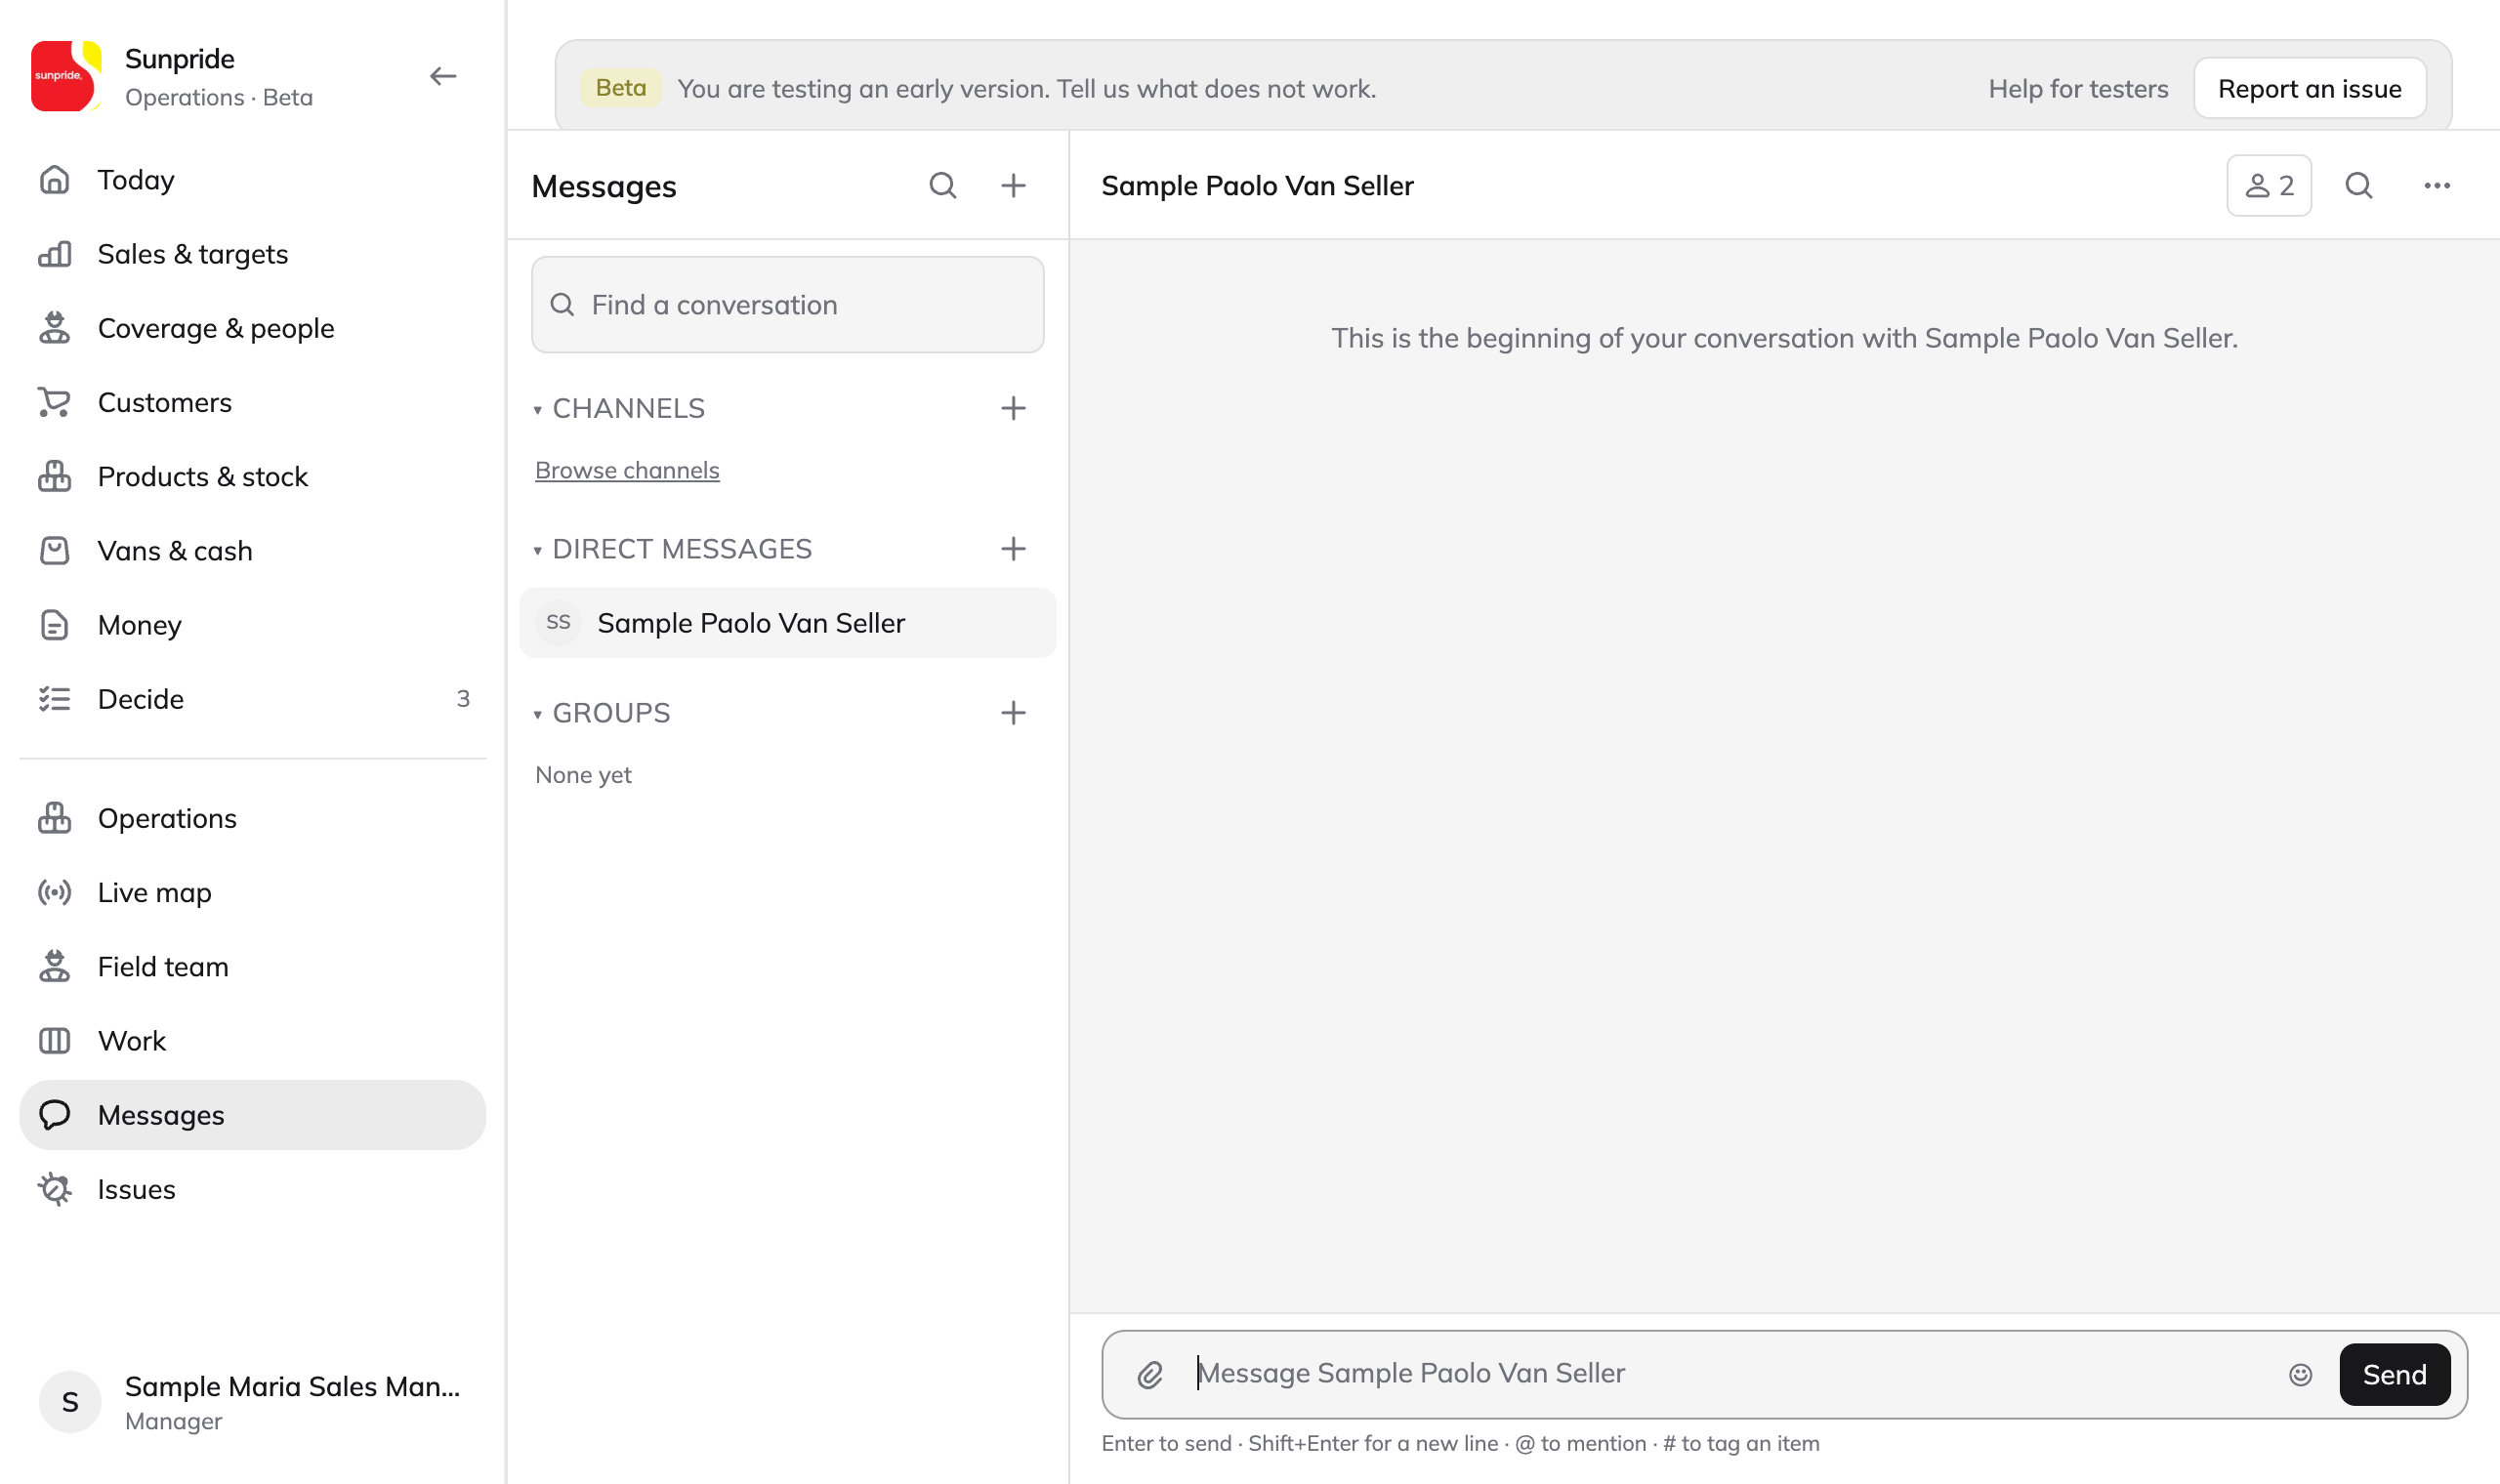 sunpride.
Sunpride
Operations · Beta
Today
Sales & targets
Coverage & people
Customers
Products & stock
Vans & cash
Money
Decide 3
Operations
Live map
Field team
Work
Messages
Issues
S
Sample Maria Sales Man...
Manager
Beta You are testing an early version. Tell us what does not work. Help for testers Report an issue
Messages
Find a conversation
CHANNELS
Browse channels
DIRECT MESSAGES
SS Sample Paolo Van Seller
GROUPS
None yet
Sample Paolo Van Seller 2
This is the beginning of your conversation with Sample Paolo Van Seller.
Message Sample Paolo Van Seller Send
Enter to send · Shift+Enter for a new line · @ to mention · # to tag an item